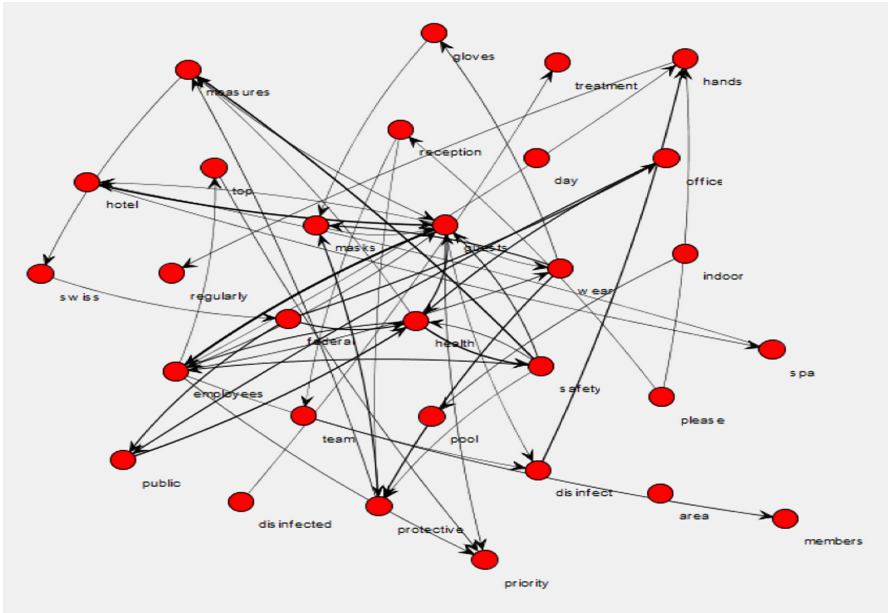 gloves
treatment
hands
measures
reception
day
office
top
hotel
masks
guests
indoor
wear
swiss
regularly
federal
health
spa
employees
safety
please
team
pool
public
disinfect
area
disinfected
protective
members
priority